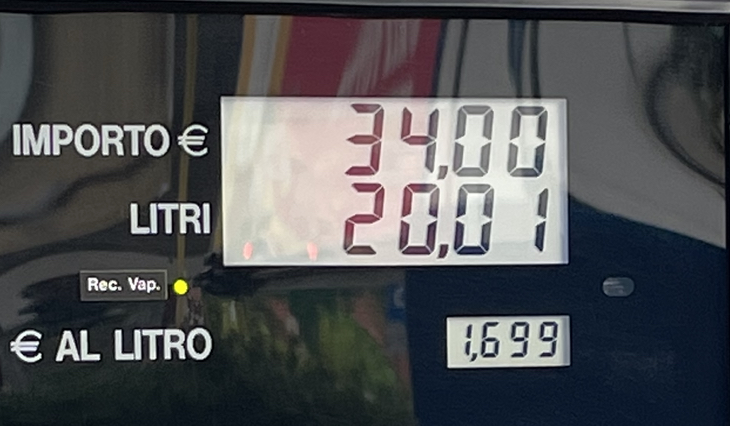 IMPORTO € 34,00
LITRI 20,01
Rec. Vap.
€ AL LITRO 1,699